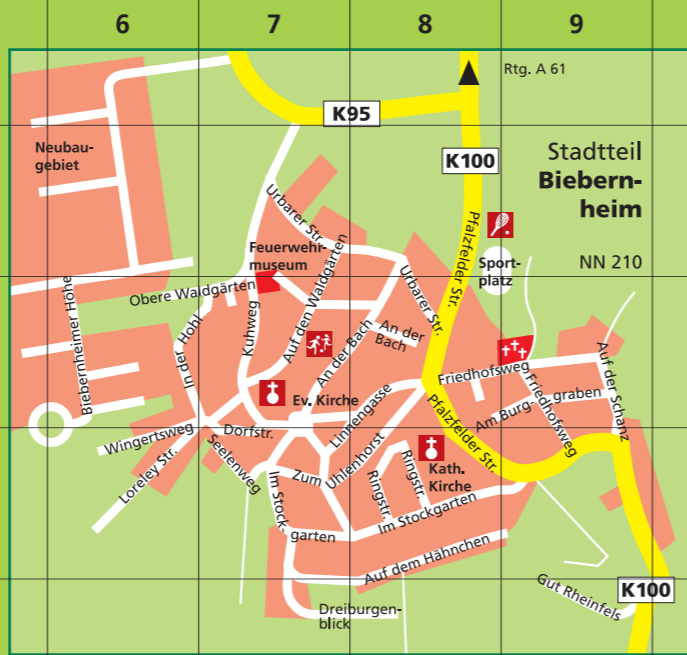 6 7 8 9
Rtg. A 61
K95
K100
Neubau-
gebiet
Stadtteil
Biebern-
heim
NN 210
Urbarer Str.
Pfalzfelder Str.
Feuerwehr-
museum
Sport-
platz
Obere Waldgärten
Auf den Waldgärten
Urbarer Str.
Biebernheimer Höhe
In der Hohl
Kuhweg
An der Bach
An der
Bach
Friedhofsweg
Auf der Schanz
Ev. Kirche
Linnengasse
Pfalzfelder Str.
Am Burg-
graben
Friedhofsweg
Wingertsweg
Dorfstr.
Loreley Str.
Seelenweg
Zum
Uhlenhorst
Kath.
Kirche
Ringstr.
Ringstr.
Im Stock-
garten
Im Stockgarten
Auf dem Hähnchen
Gut Rheinfels
K100
Dreiburgen-
blick